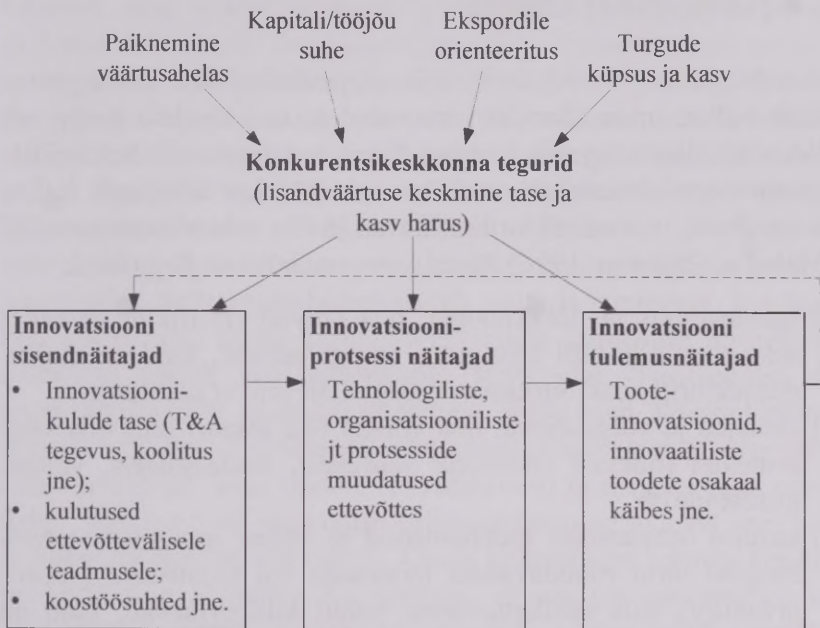 Paiknemine
väärtusahelas
Kapitali/tööjõu
suhe
Ekspordile
orienteeritus
Turgude
küpsus ja kasv
Konkurentsikeskkonna tegurid
(lisandväärtuse keskmine tase ja
kasv harus)
Innovatsiooni
sisendnäitajad
• Innovatsiooni-
kulude tase (T&A
tegevus, koolitus
jne);
• kulutused
ettevõttevälisele
teadmusele;
• koostöösuhted jne.
Innovatsiooni-
protsessi näitajad
Tehnoloogiliste,
organisatsiooniliste
jt protsesside
muudatused
ettevõttes
Innovatsiooni
tulemusnäitajad
Toote-
innovatsioonid,
innovaatiliste
toodete osakaal
käibes jne.